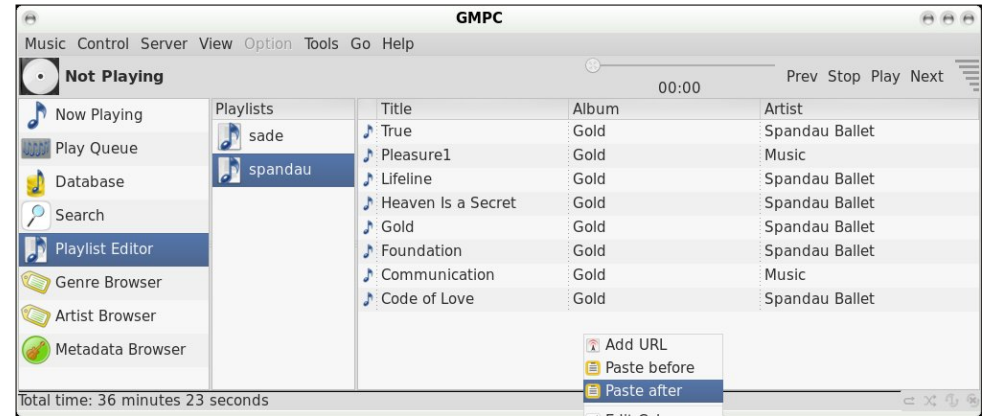 GMPC
Music Control Server View Option Tools Go Help
Not Playing
00:00
Prev Stop Play Next
Now Playing
Play Queue
Database
Search
Playlist Editor
Genre Browser
Artist Browser
Metadata Browser
Playlists
sade
spandau
Title Album Artist
True Gold Spandau Ballet
Pleasure1 Gold Music
Lifeline Gold Spandau Ballet
Heaven Is a Secret Gold Spandau Ballet
Gold Gold Spandau Ballet
Foundation Gold Spandau Ballet
Communication Gold Music
Code of Love Gold Spandau Ballet
Add URL
Paste before
Paste after
Total time: 36 minutes 23 seconds